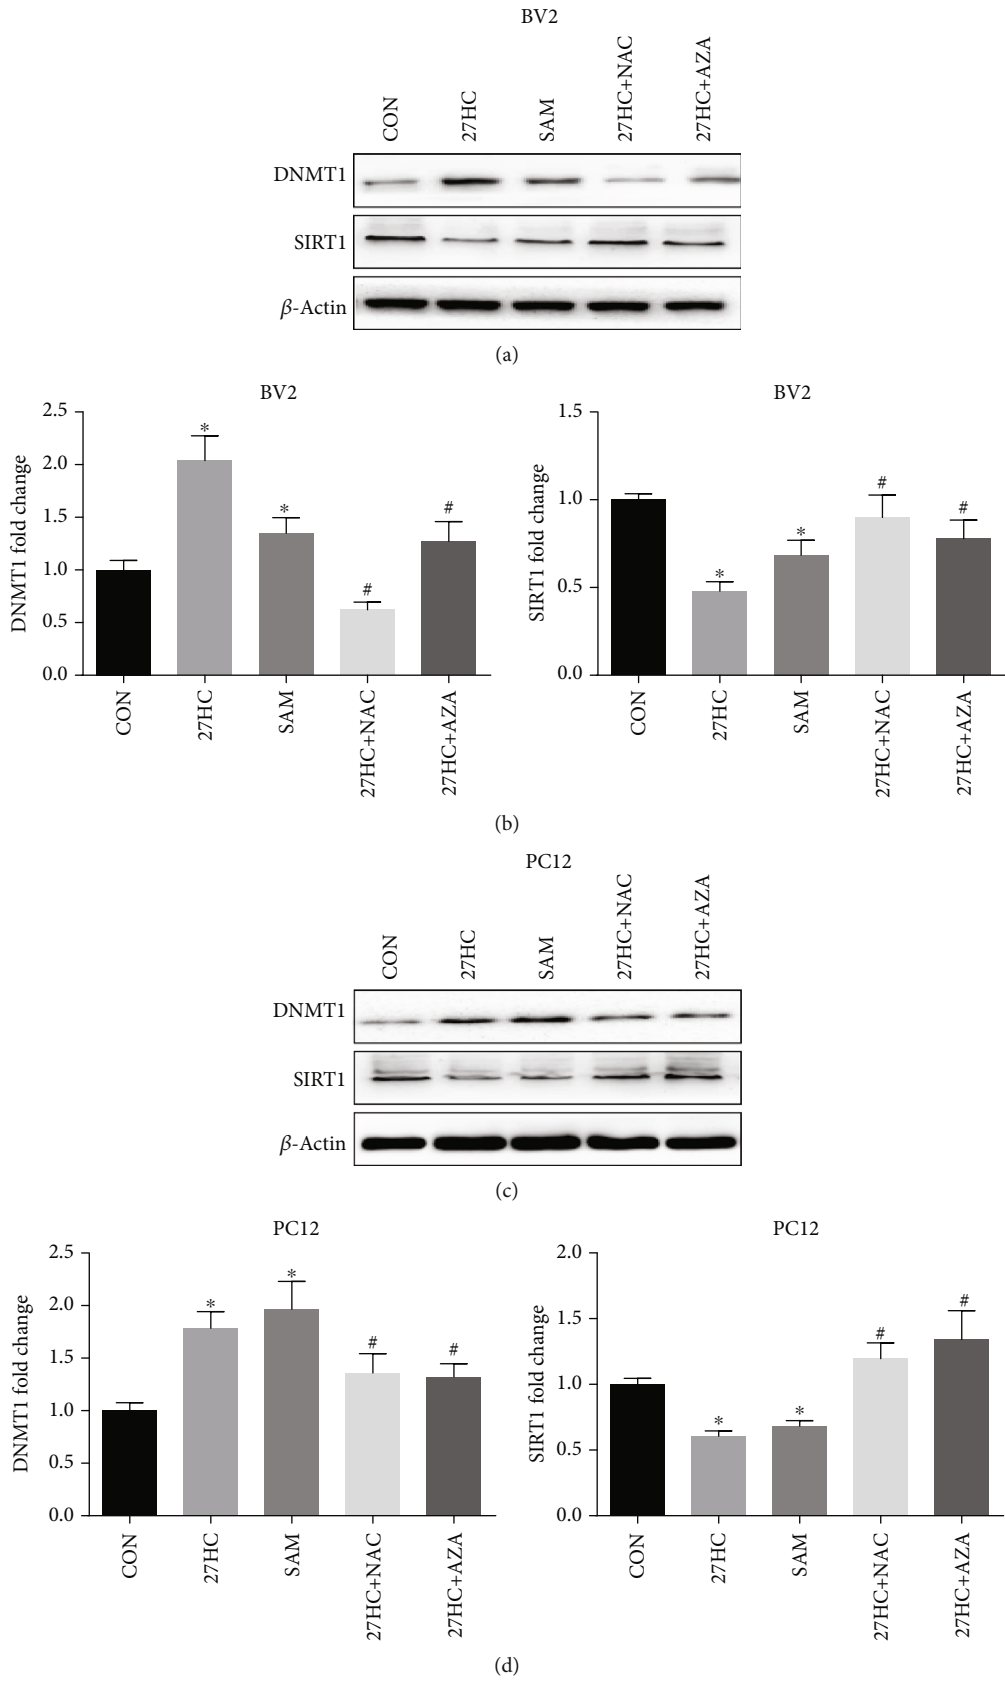 BV2
CON
27HC
SAM
27HC+NAC
27HC+AZA
DNMT1
SIRT1
β-Actin
(a)
BV2
DNMT1 fold change
2.5
2.0
1.5
1.0
0.5
0.0
*
*
#
#
CON
27HC
SAM
27HC+NAC
27HC+AZA
BV2
SIRT1 fold change
1.5
1.0
0.5
0.0
*
*
#
#
CON
27HC
SAM
27HC+NAC
27HC+AZA
(b)
PC12
CON
27HC
SAM
27HC+NAC
27HC+AZA
DNMT1
SIRT1
β-Actin
(c)
PC12
DNMT1 fold change
2.5
2.0
1.5
1.0
0.5
0.0
*
*
#
#
CON
27HC
SAM
27HC+NAC
27HC+AZA
PC12
SIRT1 fold change
2.0
1.5
1.0
0.5
0.0
*
*
#
#
CON
27HC
SAM
27HC+NAC
27HC+AZA
(d)